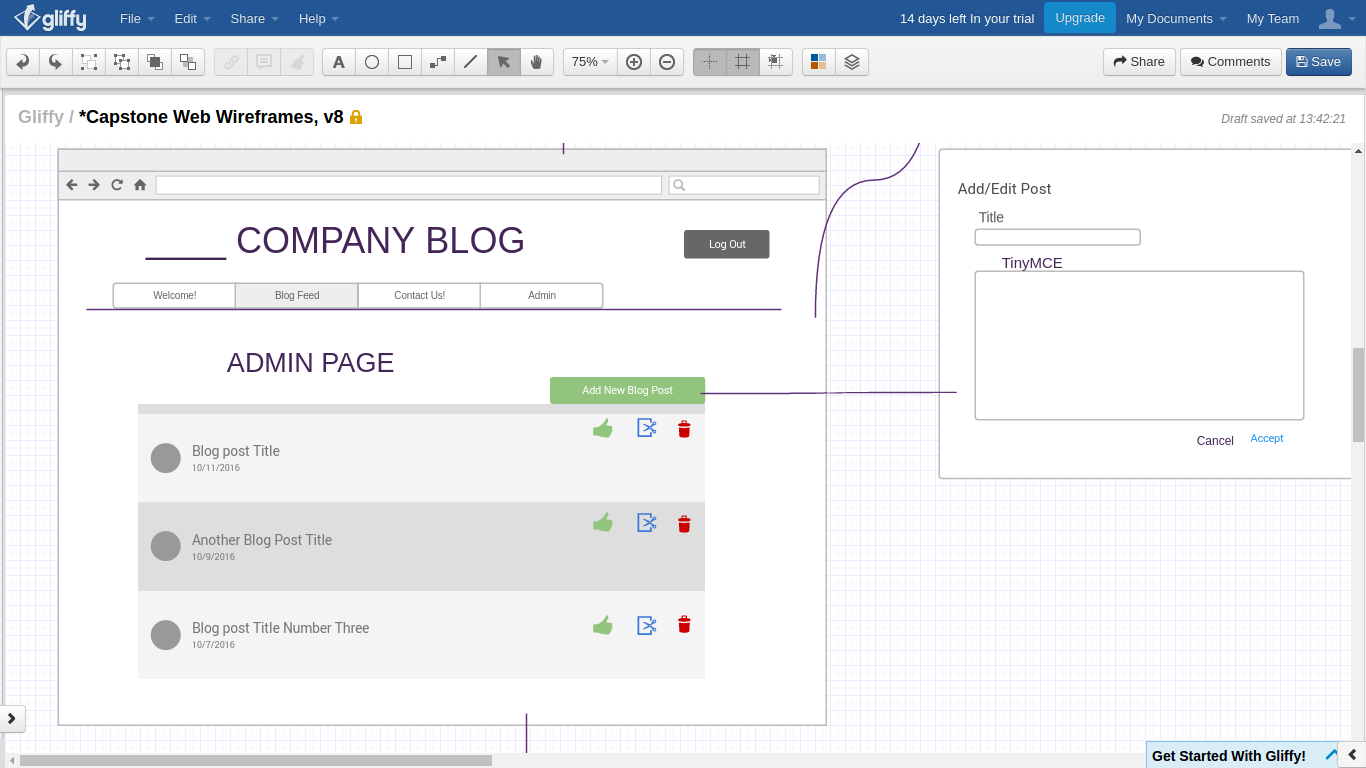 gliffy File Edit Share Help 14 days left In your trial Upgrade My Documents My Team
A 75% Share Comments Save
Gliffy / *Capstone Web Wireframes, v8 Draft saved at 13:42:21
____ COMPANY BLOG
Log Out
Welcome! Blog Feed Contact Us! Admin
ADMIN PAGE
Add New Blog Post
Blog post Title
10/11/2016
Another Blog Post Title
10/9/2016
Blog post Title Number Three
10/7/2016
Add/Edit Post
Title
TinyMCE
Cancel Accept
Get Started With Gliffy!